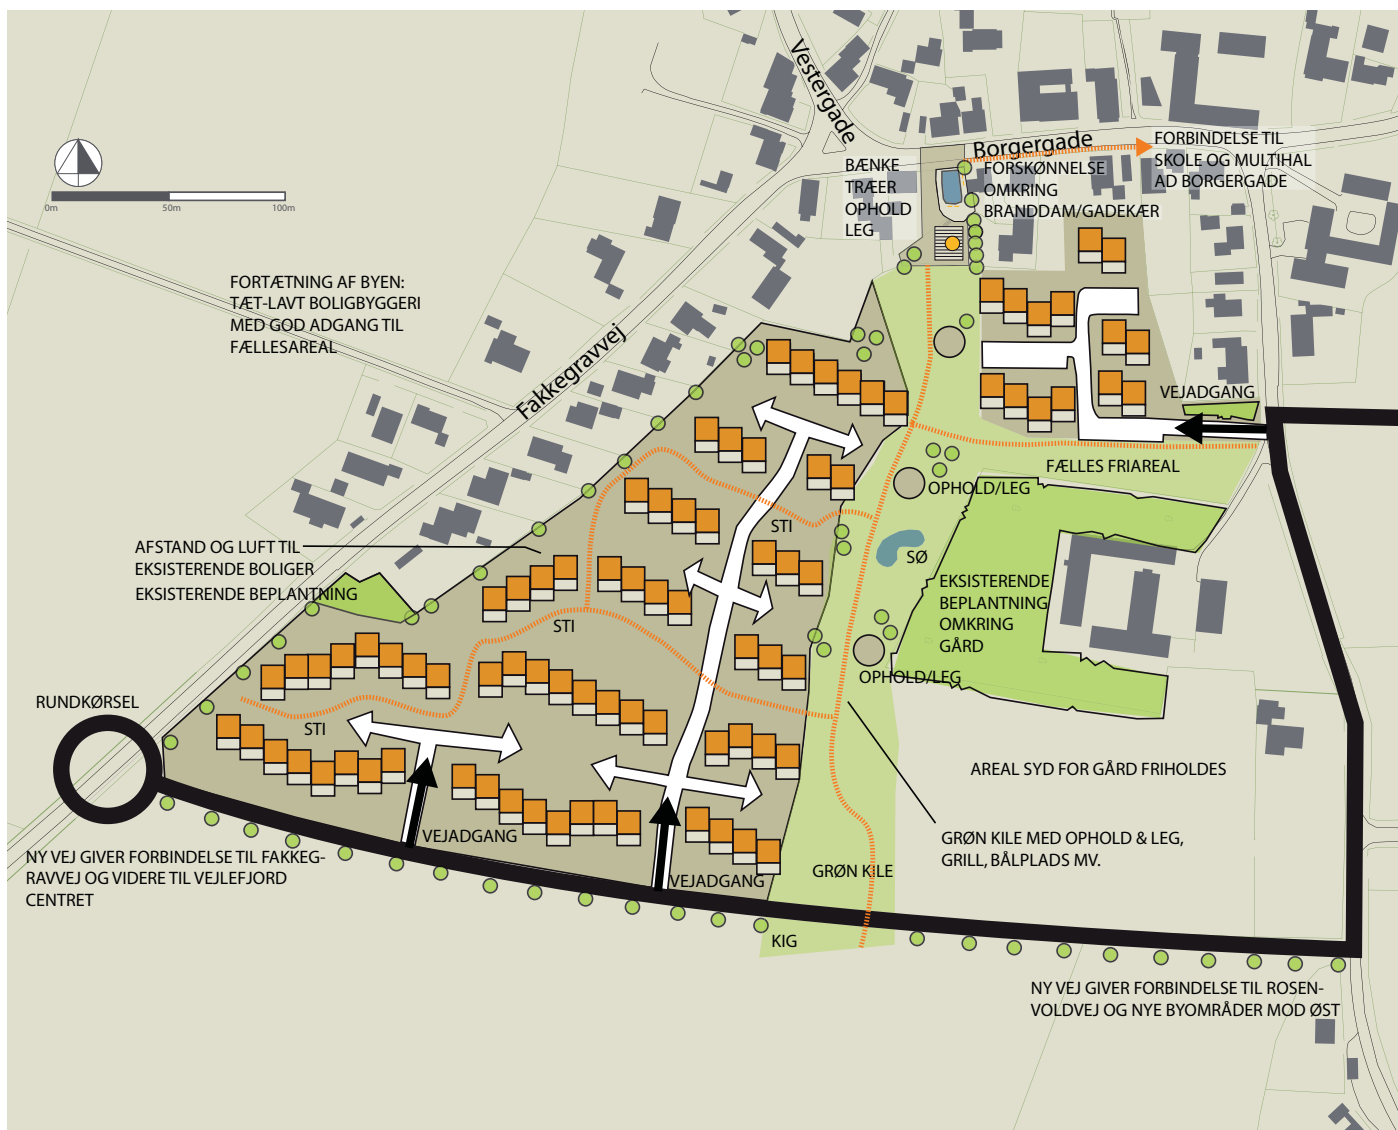 Vestergade
Borgergade
FORBINDELSE TIL
SKOLE OG MULTIHAL
AD BORGERGADE
BÆNKE
TRÆER
OPHOLD
LEG
FORSKØNNELSE
OMKRING
BRANDDAM/GADEKÆR
0m
50m
100m
FORTÆTNING AF BYEN:
TÆT-LAVT BOLIGBYGGERI
MED GOD ADGANG TIL
FÆLLESAREAL
Fakkegravvej
VEJADGANG
FÆLLES FRIAREAL
OPHOLD/LEG
STI
AFSTAND OG LUFT TIL
EKSISTERENDE BOLIGER
EKSISTERENDE BEPLANTNING
SØ
EKSISTERENDE
BEPLANTNING
OMKRING
GÅRD
STI
OPHOLD/LEG
RUNDKØRSEL
STI
AREAL SYD FOR GÅRD FRIHOLDES
VEJADGANG
GRØN KILE MED OPHOLD & LEG,
GRILL, BÅLPLADS MV.
NY VEJ GIVER FORBINDELSE TIL FAKKEG-
RAVVEJ OG VIDERE TIL VEJLEFJORD
CENTRET
VEJADGANG
GRØN KILE
KIG
NY VEJ GIVER FORBINDELSE TIL ROSEN-
VOLDVEJ OG NYE BYOMRÅDER MOD ØST